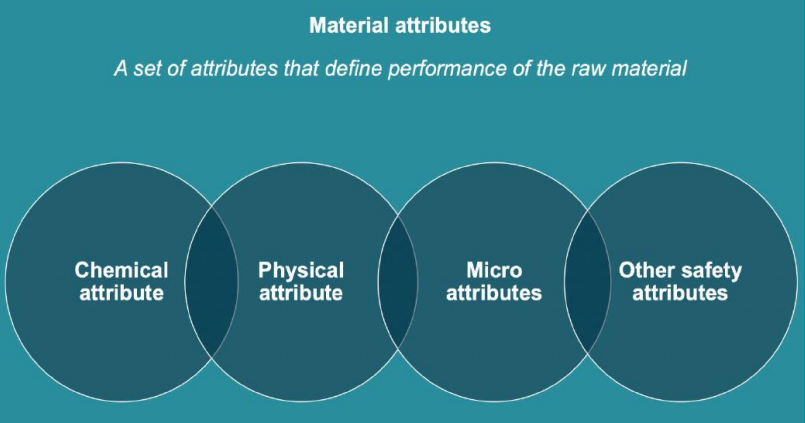 Material attributes
A set of attributes that define performance of the raw material
Chemical
attribute
Physical
attribute
Micro
attributes
Other safety
attributes